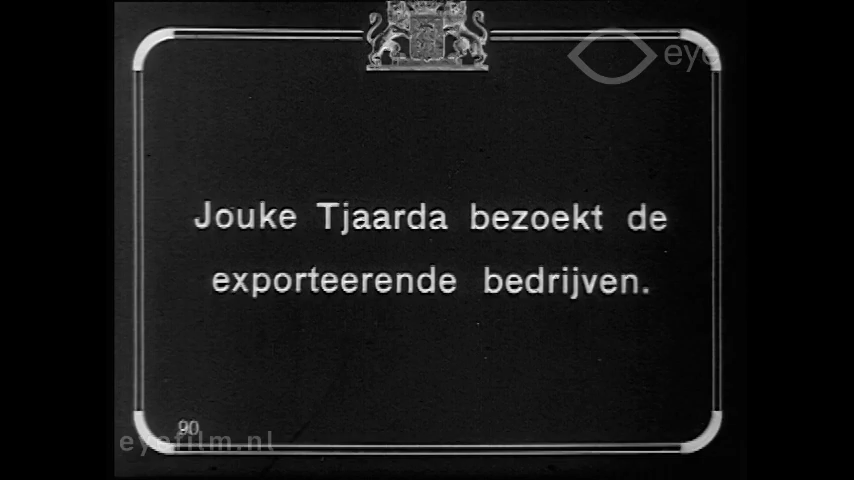 eye
Jouke Tjaarda bezoekt de
exporteerende bedrijven.
90
eyefilm.nl